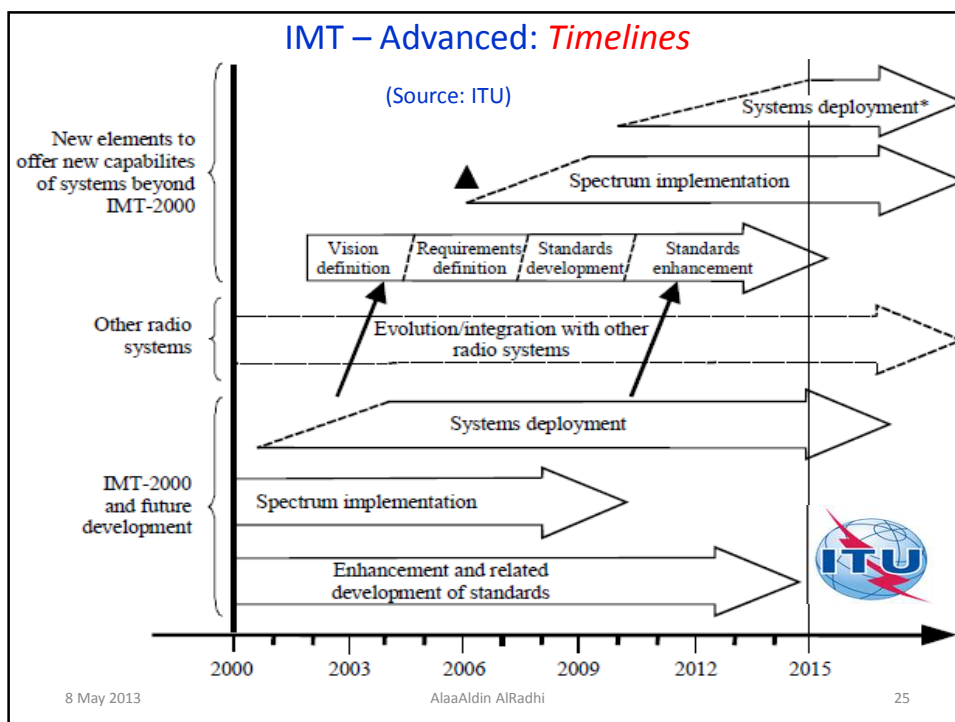 IMT – Advanced: Timelines
(Source: ITU)
Systems deployment*
New elements to
offer new capabilites
of systems beyond
IMT-2000
Spectrum implementation
Vision
definition
Requirements
definition
Standards
development
Standards
enhancement
Other radio
systems
Evolution/integration with other
radio systems
Systems deployment
IMT-2000
and future
development
Spectrum implementation
Enhancement and related
development of standards
ITU
2000
2003
2006
2009
2012
2015
8 May 2013
AlaaAldin AlRadhi
25